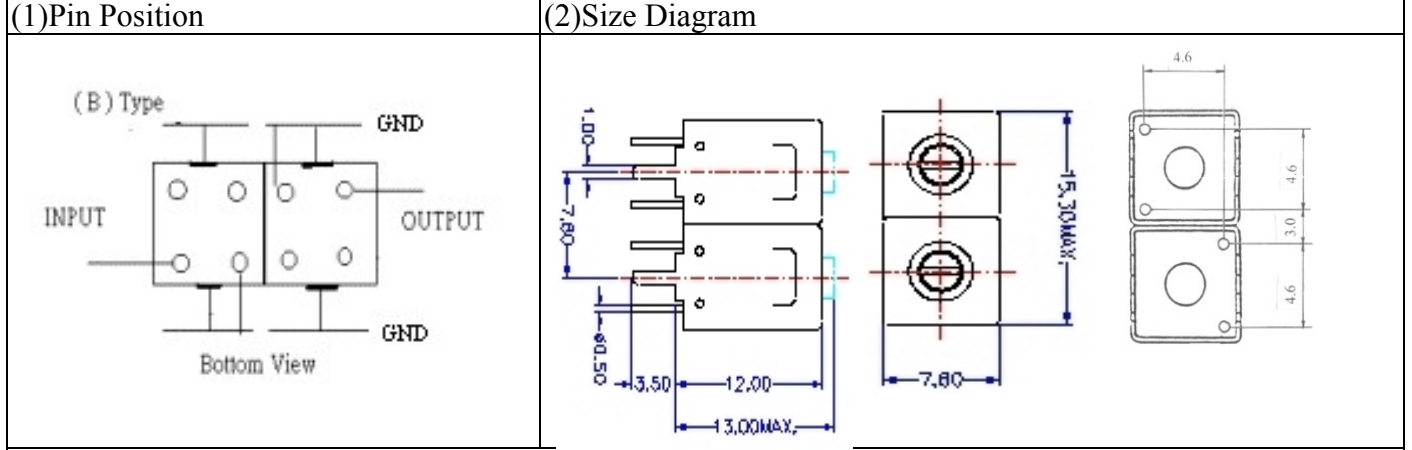 (1)Pin Position
(2)Size Diagram
(B) Type
GND
INPUT
OUTPUT
GND
Bottom View
1.00
7.60
ø0.50
3.50
12.00
13.00MAX.
15.30MAX.
7.60
4.6
4.6
3.0
4.6